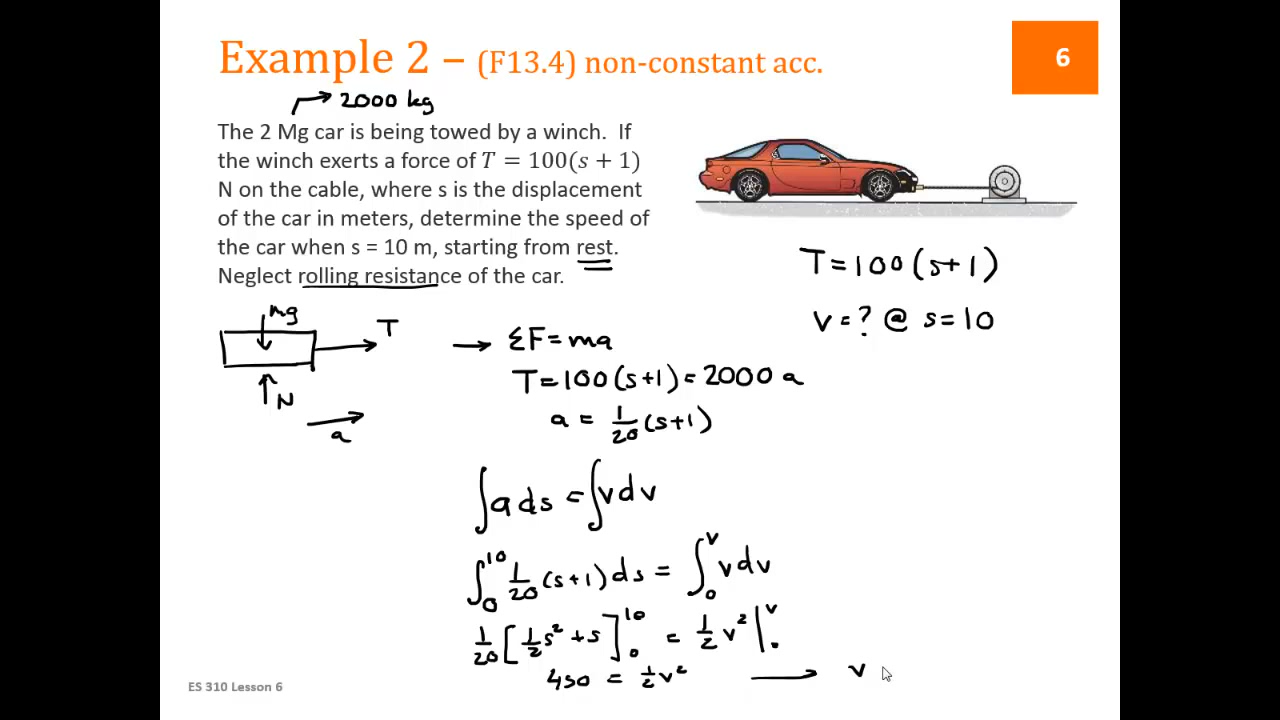 Example 2 – (F13.4) non-constant acc.
6
→ 2000 kg
The 2 Mg car is being towed by a winch. If
the winch exerts a force of T = 100(s + 1)
N on the cable, where s is the displacement
of the car in meters, determine the speed of
the car when s = 10 m, starting from rest.
Neglect rolling resistance of the car.
T=100(s+1)
v=? @ s=10
mg
T
N
a
→ ΣF=ma
T=100(s+1)=2000 a
a = 1/20 (s+1)
∫a ds = ∫v dv
∫₀¹⁰ 1/20 (s+1) ds = ∫₀ᵛ v dv
1/20 [1/2 s² + s]₀¹⁰ = 1/2 v² |₀ᵛ
450 = 1/2 v² → v
ES 310 Lesson 6